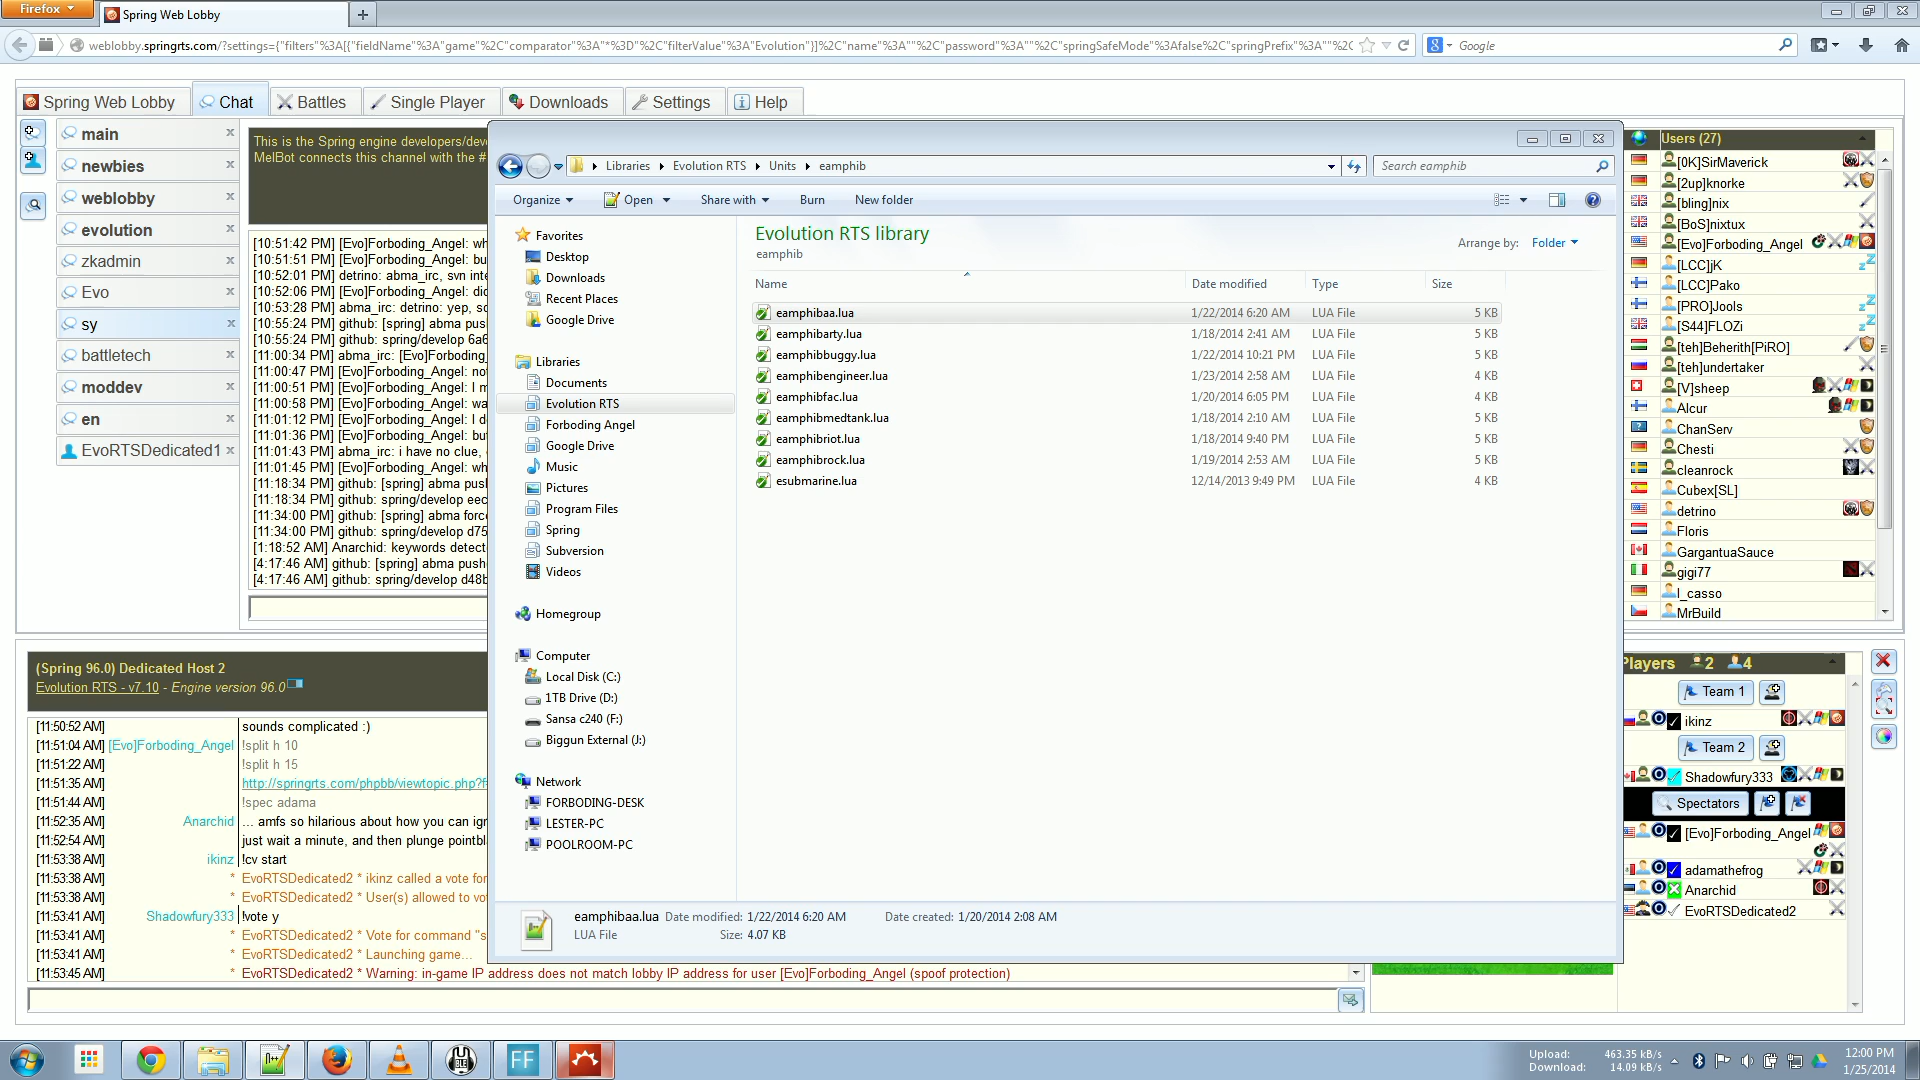 Firefox
Spring Web Lobby
weblobby.springrts.com/?settings={"filters"%3A[{"fieldName"%3A"game"%2C"comparator"%3A"*%3D"%2C"filterValue"%3A"Evolution"}]%2C"name"%3A""%2C"password"%3A""%2C"springSafeMode"%3Afalse%2C"springPrefix"%3A""%2C
Google
Spring Web Lobby
Chat
Battles
Single Player
Downloads
Settings
Help
main x
newbies x
weblobby x
evolution x
zkadmin x
Evo x
sy x
battletech x
moddev x
en x
EvoRTSDedicated1 x
This is the Spring engine developers/deve
MelBot connects this channel with the #
[10:51:42 PM] [Evo]Forboding_Angel: wh
[10:51:51 PM] [Evo]Forboding_Angel: bu
[10:52:01 PM] detrino: abma_irc, svn inte
[10:52:06 PM] [Evo]Forboding_Angel: dic
[10:53:28 PM] abma_irc: detrino: yep, so
[10:55:24 PM] github: [spring] abma pus
[10:55:24 PM] github: spring/develop 6a6
[11:00:34 PM] abma_irc: [Evo]Forboding_
[11:00:47 PM] [Evo]Forboding_Angel: not
[11:00:51 PM] [Evo]Forboding_Angel: I m
[11:00:58 PM] [Evo]Forboding_Angel: wa
[11:01:12 PM] [Evo]Forboding_Angel: I d
[11:01:36 PM] [Evo]Forboding_Angel: but
[11:01:43 PM] abma_irc: i have no clue,
[11:01:45 PM] [Evo]Forboding_Angel: wh
[11:18:34 PM] github: [spring] abma pus
[11:18:34 PM] github: spring/develop eec
[11:34:00 PM] github: [spring] abma force
[11:34:00 PM] github: spring/develop d75
[1:18:52 AM] Anarchid: keywords detect
[4:17:46 AM] github: [spring] abma push
[4:17:46 AM] github: spring/develop d48b
Libraries
Evolution RTS
Units
eamphib
Search eamphib
Organize
Open
Share with
Burn
New folder
Favorites
Desktop
Downloads
Recent Places
Google Drive
Libraries
Documents
Evolution RTS
Forboding Angel
Google Drive
Music
Pictures
Program Files
Spring
Subversion
Videos
Homegroup
Computer
Local Disk (C:)
1TB Drive (D:)
Sansa c240 (F:)
Biggun External (J:)
Network
FORBODING-DESK
LESTER-PC
POOLROOM-PC
Evolution RTS library
eamphib
Arrange by: Folder
Name Date modified Type Size
eamphibaa.lua 1/22/2014 6:20 AM LUA File 5 KB
eamphibarty.lua 1/18/2014 2:41 AM LUA File 5 KB
eamphibbuggy.lua 1/22/2014 10:21 PM LUA File 5 KB
eamphibengineer.lua 1/23/2014 2:58 AM LUA File 4 KB
eamphibfac.lua 1/20/2014 6:05 PM LUA File 4 KB
eamphibmedtank.lua 1/18/2014 2:10 AM LUA File 5 KB
eamphibriot.lua 1/18/2014 9:40 PM LUA File 5 KB
eamphibrock.lua 1/19/2014 2:53 AM LUA File 5 KB
esubmarine.lua 12/14/2013 9:49 PM LUA File 4 KB
eamphibaa.lua Date modified: 1/22/2014 6:20 AM Date created: 1/20/2014 2:08 AM
LUA File Size: 4.07 KB
Users (27)
[0K]SirMaverick
[2up]knorke
[bling]nix
[BoS]nixtux
[Evo]Forboding_Angel
[LCC]jK
[LCC]Pako
[PRO]Jools
[S44]FLOZi
[teh]Beherith[PiRO]
[teh]undertaker
[V]sheep
Alcur
ChanServ
Chesti
cleanrock
Cubex[SL]
detrino
Floris
GargantuaSauce
gigi77
l_casso
MrBuild
(Spring 96.0) Dedicated Host 2
Evolution RTS - v7.10 - Engine version 96.0
[11:50:52 AM] sounds complicated :)
[11:51:04 AM] [Evo]Forboding_Angel !split h 10
[11:51:22 AM] !split h 15
[11:51:35 AM] http://springrts.com/phpbb/viewtopic.php?f=
[11:51:44 AM] !spec adama
[11:52:35 AM] Anarchid ... amfs so hilarious about how you can ign
[11:52:54 AM] just wait a minute, and then plunge pointbl
[11:53:38 AM] ikinz !cv start
[11:53:38 AM] * EvoRTSDedicated2 * ikinz called a vote for
[11:53:38 AM] * EvoRTSDedicated2 * User(s) allowed to vot
[11:53:41 AM] Shadowfury333 !vote y
[11:53:41 AM] * EvoRTSDedicated2 * Vote for command "s
[11:53:41 AM] * EvoRTSDedicated2 * Launching game...
[11:53:45 AM] * EvoRTSDedicated2 * Warning: in-game IP address does not match lobby IP address for user [Evo]Forboding_Angel (spoof protection)
Players 2 4
Team 1
ikinz
Team 2
Shadowfury333
Spectators
[Evo]Forboding_Angel
adamathefrog
Anarchid
EvoRTSDedicated2
FF
Upload: 463.35 kB/s
Download: 14.09 kB/s
12:00 PM
1/25/2014